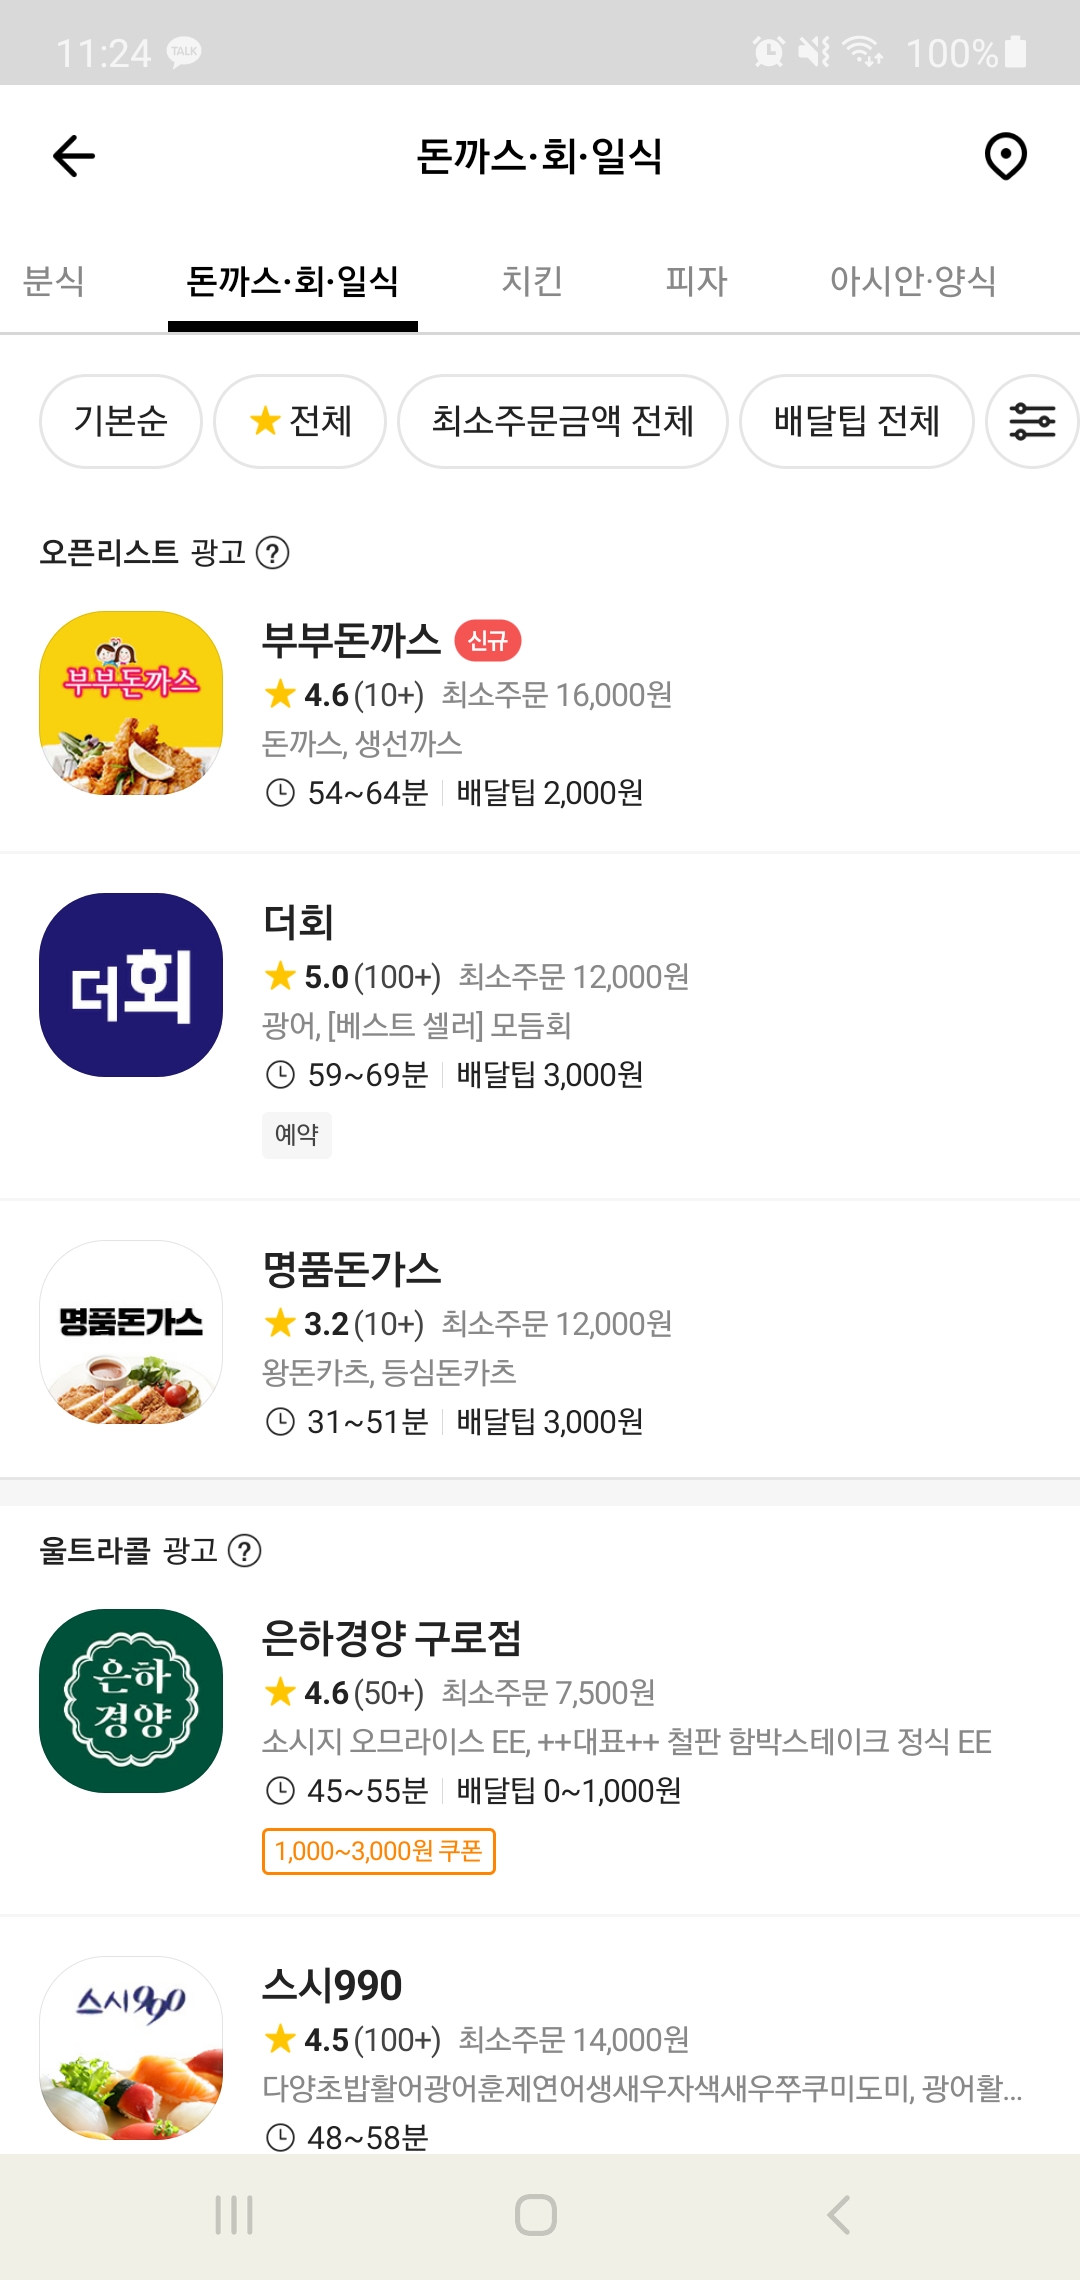 11:24 TALK 100%
돈까스·회·일식
분식 돈까스·회·일식 치킨 피자 아시안·양식
기본순 전체 최소주문금액 전체 배달팁 전체
오픈리스트 광고 ?
부부돈까스
부부돈까스 신규
4.6(10+) 최소주문 16,000원
돈까스, 생선까스
54~64분 배달팁 2,000원
더회
더회
5.0(100+) 최소주문 12,000원
광어, [베스트 셀러] 모듬회
59~69분 배달팁 3,000원
예약
명품돈가스
명품돈가스
3.2(10+) 최소주문 12,000원
왕돈카츠, 등심돈카츠
31~51분 배달팁 3,000원
울트라콜 광고 ?
은하
경양
은하경양 구로점
4.6(50+) 최소주문 7,500원
소시지 오므라이스 EE, ++대표++ 철판 함박스테이크 정식 EE
45~55분 배달팁 0~1,000원
1,000~3,000원 쿠폰
스시990
스시990
4.5(100+) 최소주문 14,000원
다양초밥활어광어훈제연어생새우자색새우쭈쿠미도미, 광어활...
48~58분